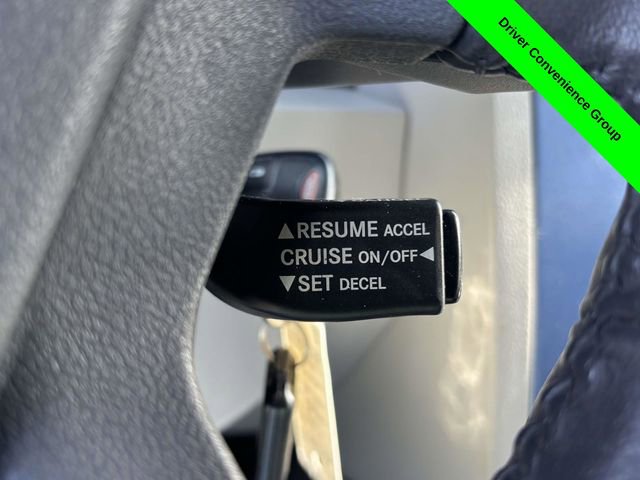 Driver Convenience Group
▲RESUME ACCEL
CRUISE ON/OFF◀
▼SET DECEL